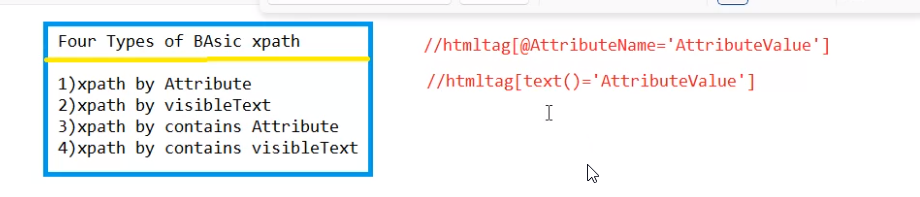 Four Types of BAsic xpath
1)xpath by Attribute
2)xpath by visibleText
3)xpath by contains Attribute
4)xpath by contains visibleText
//htmltag[@AttributeName='AttributeValue']
//htmltag[text()='AttributeValue']